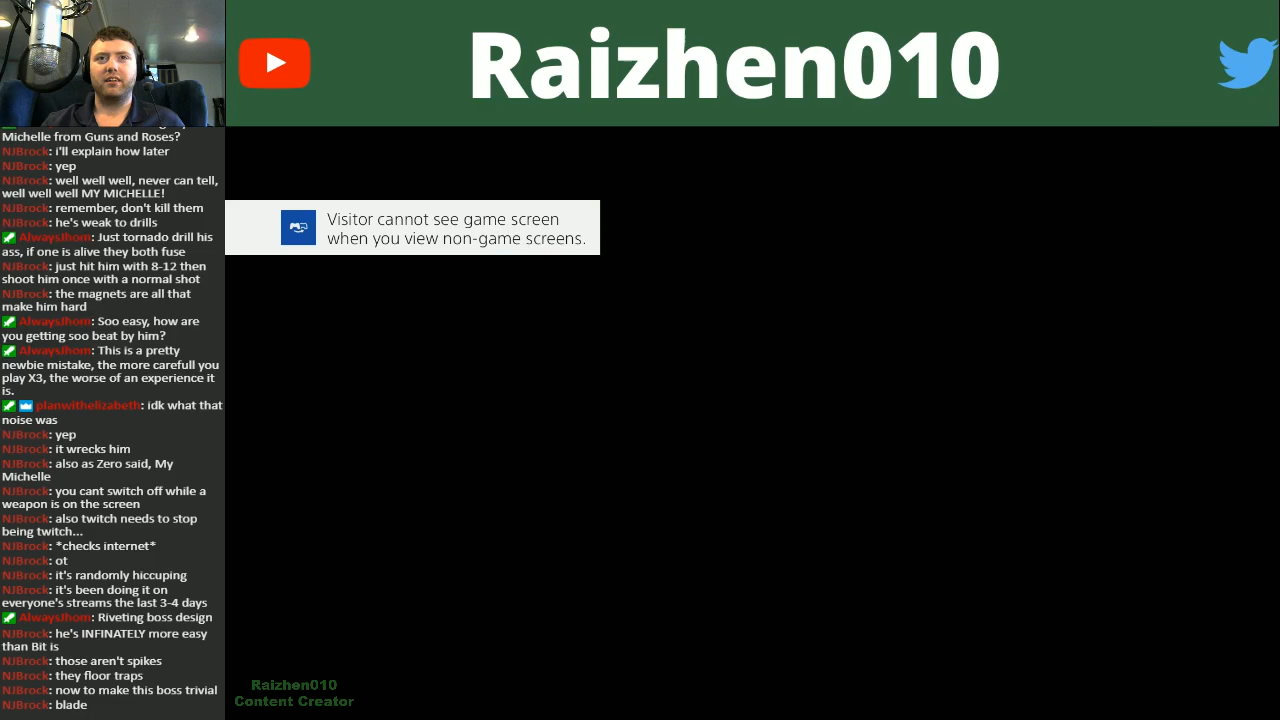 Raizhen010
Michelle from Guns and Roses?
NJBrock: i'll explain how later
NJBrock: yep
NJBrock: well well well, never can tell,
well well well MY MICHELLE!
NJBrock: remember, don't kill them
NJBrock: he's weak to drills
AlwaysJhom: Just tornado drill his
ass, if one is alive they both fuse
NJBrock: just hit him with 8-12 then
shoot him once with a normal shot
NJBrock: the magnets are all that
make him hard
AlwaysJhom: Soo easy, how are
you getting soo beat by him?
AlwaysJhom: This is a pretty
newbie mistake, the more carefull you
play X3, the worse of an experience it
is.
planwithelizabeth: idk what that
noise was
NJBrock: yep
NJBrock: it wrecks him
NJBrock: also as Zero said, My
Michelle
NJBrock: you cant switch off while a
weapon is on the screen
NJBrock: also twitch needs to stop
being twitch...
NJBrock: *checks internet*
NJBrock: ot
NJBrock: it's randomly hiccuping
NJBrock: it's been doing it on
everyone's streams the last 3-4 days
AlwaysJhom: Riveting boss design
NJBrock: he's INFINATELY more easy
than Bit is
NJBrock: those aren't spikes
NJBrock: they floor traps
NJBrock: now to make this boss trivial
NJBrock: blade
Visitor cannot see game screen
when you view non-game screens.
Raizhen010
Content Creator